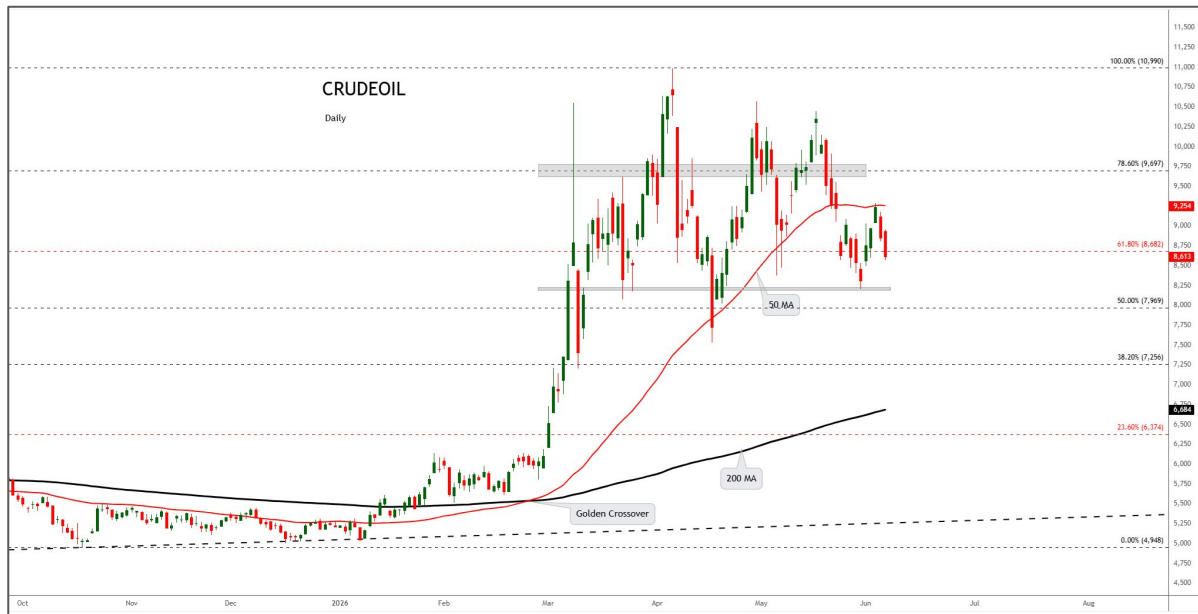 CRUDEOIL
Daily
100.00% (10,990)
78.60% (9,697)
61.80% (8,682)
50.00% (7,969)
38.20% (7,256)
23.60% (6,374)
0.00% (4,948)
50 MA
200 MA
Golden Crossover
11,500
11,250
11,000
10,750
10,500
10,250
10,000
9,750
9,500
9,254
9,000
8,750
8,613
8,500
8,250
8,000
7,750
7,500
7,250
7,000
6,750
6,684
6,500
6,250
6,000
5,750
5,500
5,250
5,000
4,750
4,500
Oct
Nov
Dec
2026
Feb
Mar
Apr
May
Jun
Jul
Aug